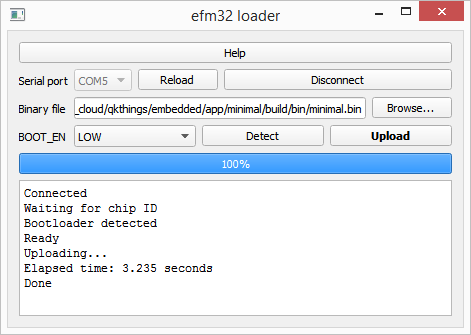 efm32 loader
Help
Serial port COM5 Reload Disconnect
Binary file _cloud/qkthings/embedded/app/minimal/build/bin/minimal.bin Browse...
BOOT_EN LOW Detect Upload
100%
Connected
Waiting for chip ID
Bootloader detected
Ready
Uploading...
Elapsed time: 3.235 seconds
Done